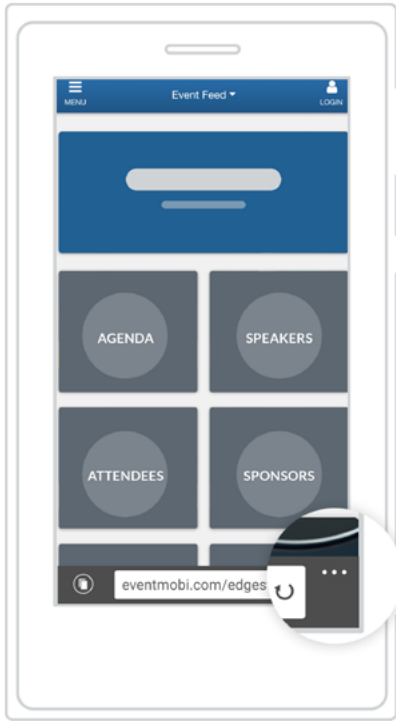 MENU
Event Feed
LOGIN
AGENDA
SPEAKERS
ATTENDEES
SPONSORS
eventmobi.com/edges